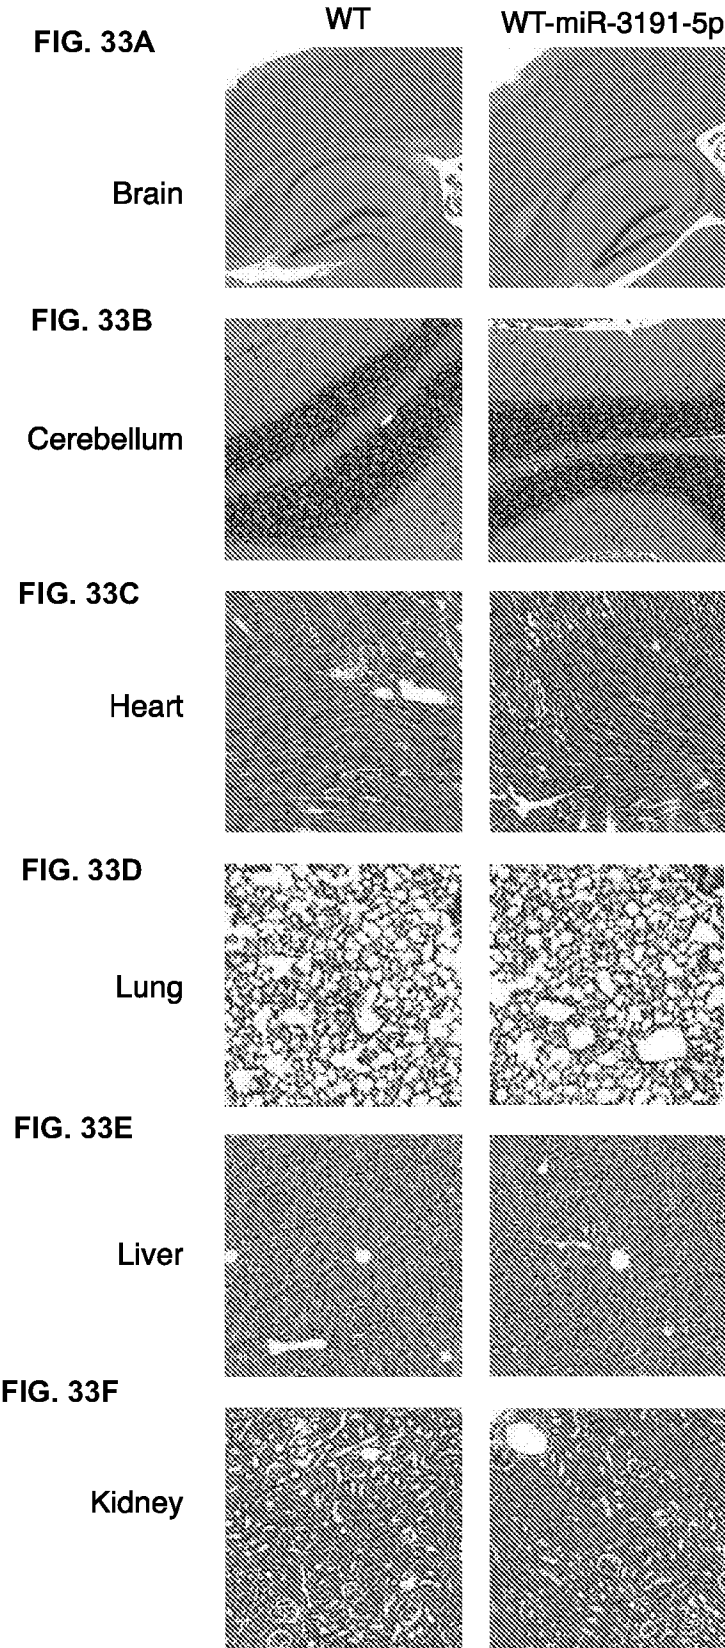 WT WT-miR-3191-5p
FIG. 33A
Brain
FIG. 33B
Cerebellum
FIG. 33C
Heart
FIG. 33D
Lung
FIG. 33E
Liver
FIG. 33F
Kidney